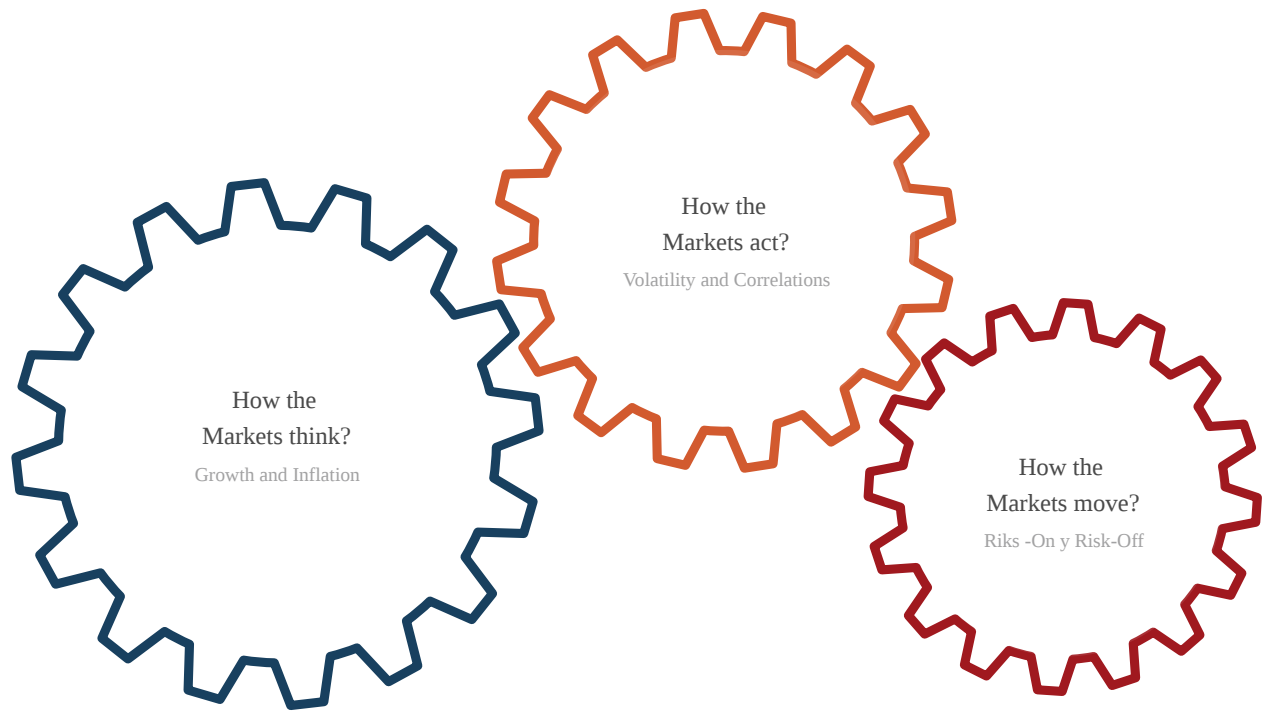 How the
Markets think?
Growth and Inflation
How the
Markets act?
Volatility and Correlations
How the
Markets move?
Riks -On y Risk-Off